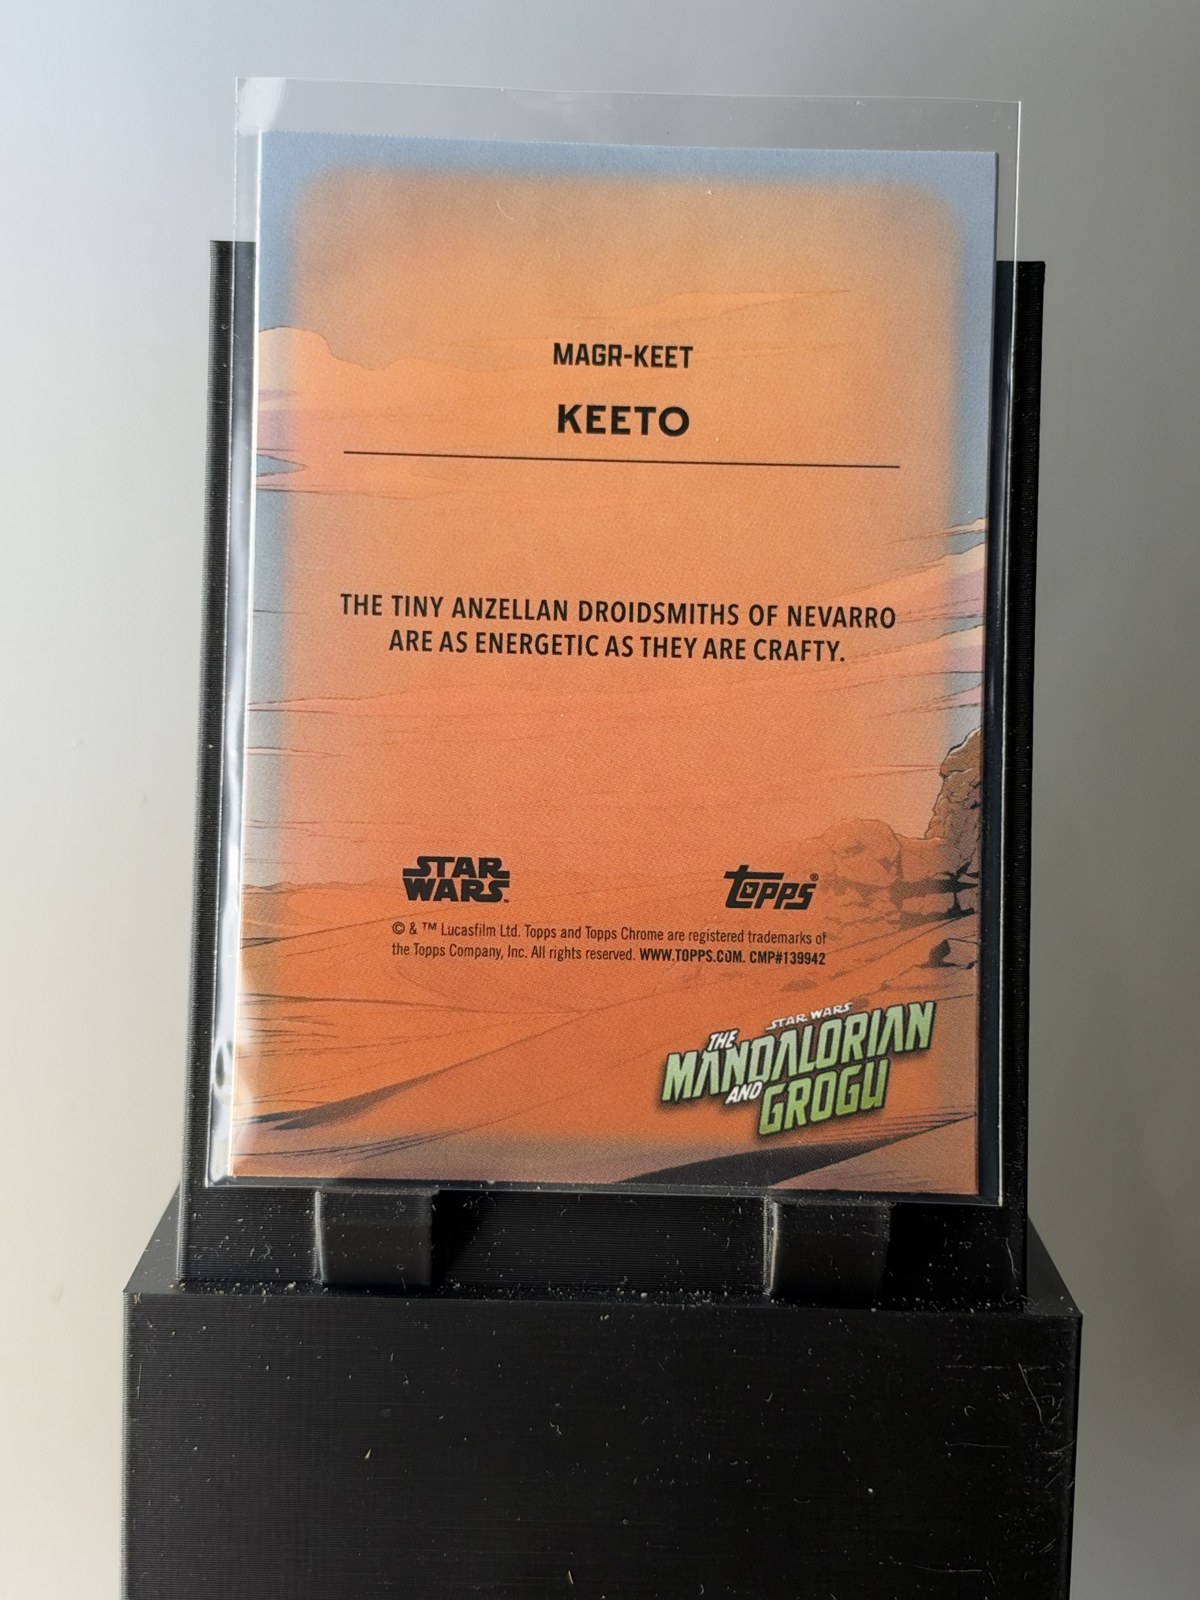 MAGR-KEET
KEETO
THE TINY ANZELLAN DROIDSMITHS OF NEVARRO
ARE AS ENERGETIC AS THEY ARE CRAFTY.
STAR WARS™
Topps®
© & ™ Lucasfilm Ltd. Topps and Topps Chrome are registered trademarks of
the Topps Company, Inc. All rights reserved. WWW.TOPPS.COM. CMP#139942
STAR WARS
THE
MANDALORIAN
AND GROGU